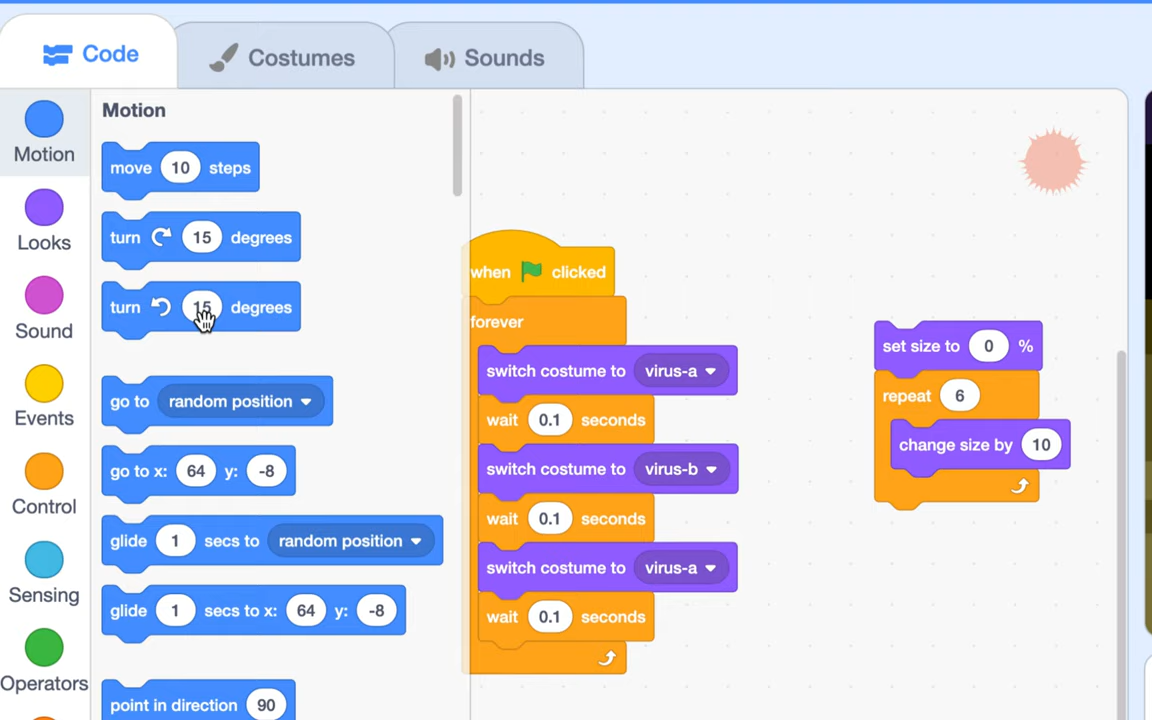 Code
Costumes
Sounds
Motion
Looks
Sound
Events
Control
Sensing
Operators
Motion
move 10 steps
turn 15 degrees
turn 15 degrees
go to random position
go to x: 64 y: -8
glide 1 secs to random position
glide 1 secs to x: 64 y: -8
point in direction 90
when clicked
forever
switch costume to virus-a
wait 0.1 seconds
switch costume to virus-b
wait 0.1 seconds
switch costume to virus-a
wait 0.1 seconds
set size to 0 %
repeat 6
change size by 10